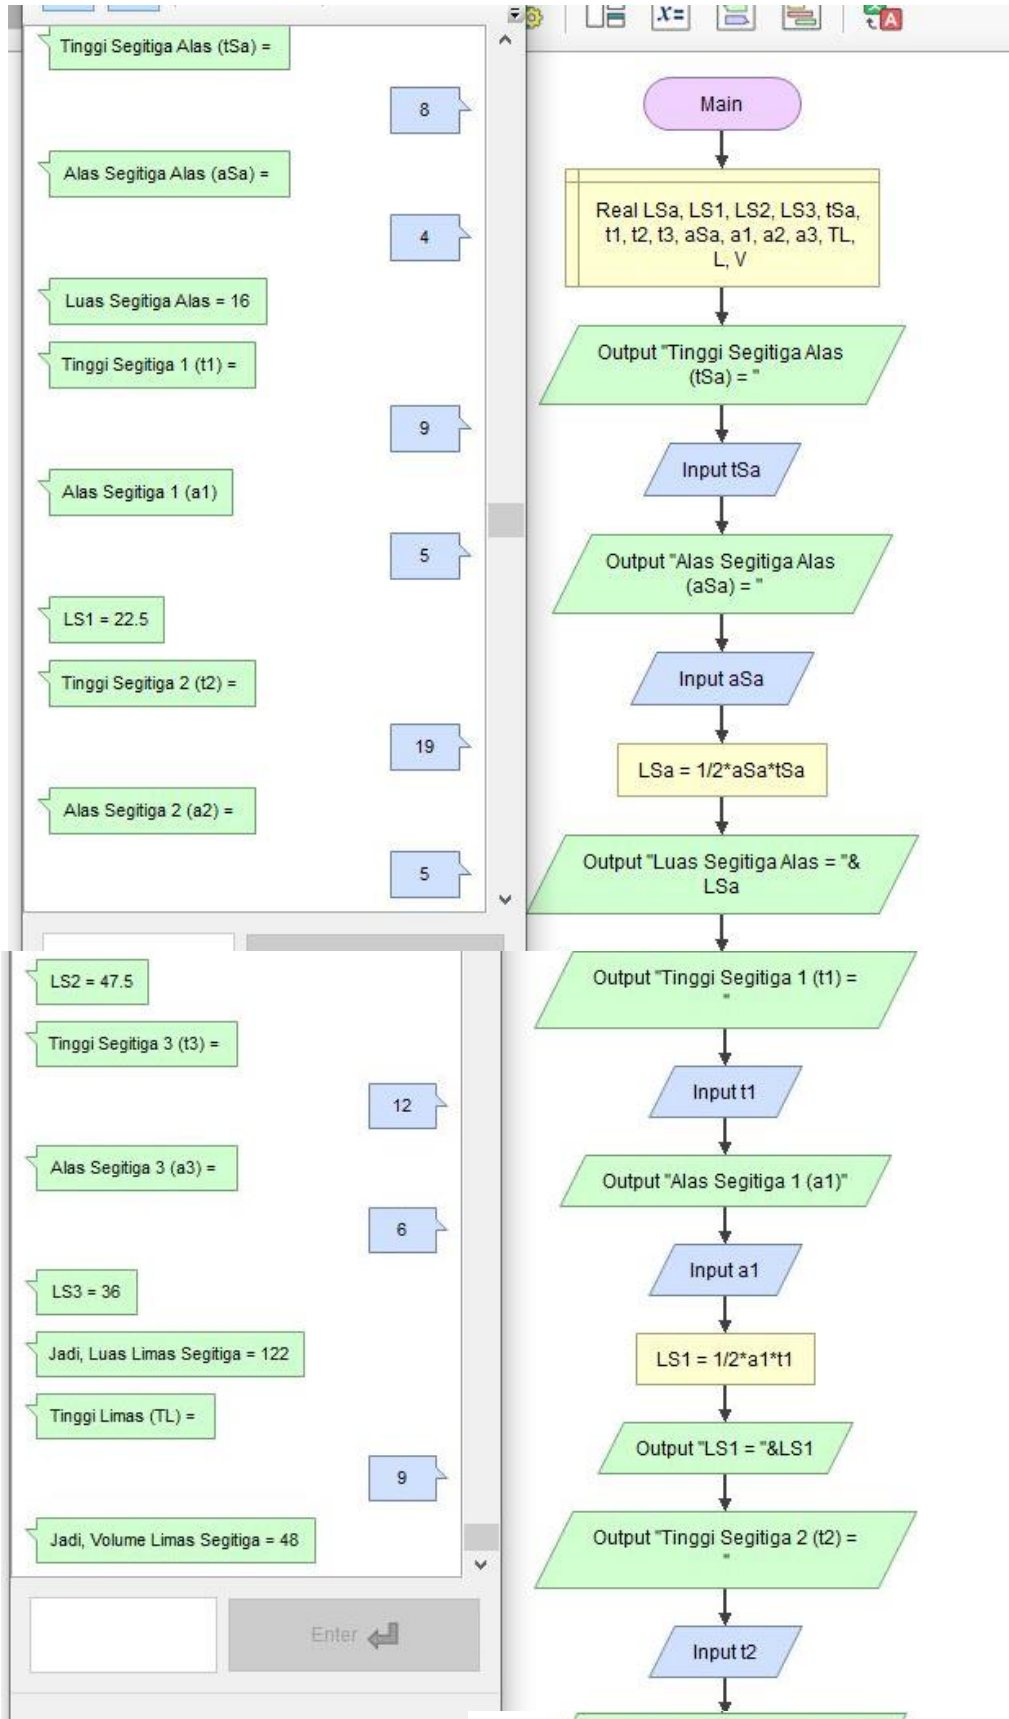 Tinggi Segitiga Alas (tSa) =
8
Alas Segitiga Alas (aSa) =
4
Luas Segitiga Alas = 16
Tinggi Segitiga 1 (t1) =
9
Alas Segitiga 1 (a1)
5
LS1 = 22.5
Tinggi Segitiga 2 (t2) =
19
Alas Segitiga 2 (a2) =
5
LS2 = 47.5
Tinggi Segitiga 3 (t3) =
12
Alas Segitiga 3 (a3) =
6
LS3 = 36
Jadi, Luas Limas Segitiga = 122
Tinggi Limas (TL) =
9
Jadi, Volume Limas Segitiga = 48
Enter
x=
A
Main
Real LSa, LS1, LS2, LS3, tSa,
t1, t2, t3, aSa, a1, a2, a3, TL,
L, V
Output "Tinggi Segitiga Alas
(tSa) = "
Input tSa
Output "Alas Segitiga Alas
(aSa) = "
Input aSa
LSa = 1/2*aSa*tSa
Output "Luas Segitiga Alas = "&
LSa
Output "Tinggi Segitiga 1 (t1) =
"
Input t1
Output "Alas Segitiga 1 (a1)"
Input a1
LS1 = 1/2*a1*t1
Output "LS1 = "&LS1
Output "Tinggi Segitiga 2 (t2) =
"
Input t2